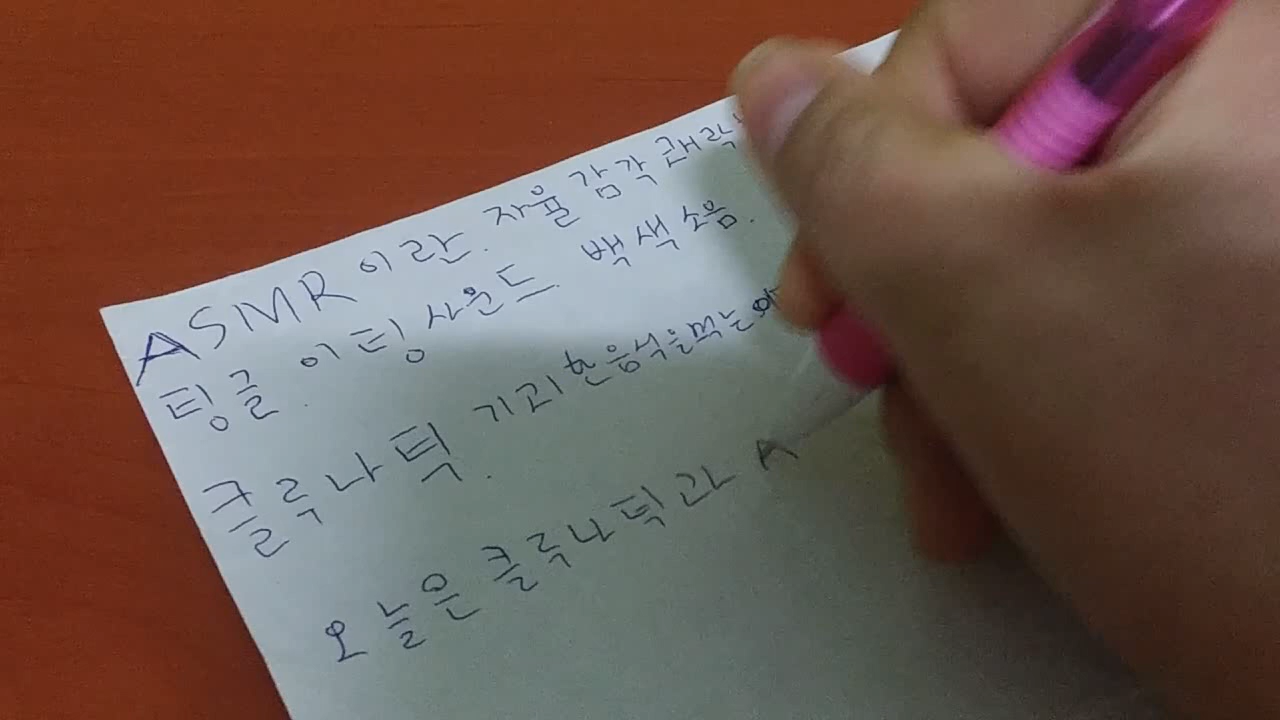 ASMR 이란. 자율 감각 쾌락
팅글. 이팅 사운드. 백색 소음.
클루나틱. 기괴한 음식을 먹는
오늘은 클루나틱과 A